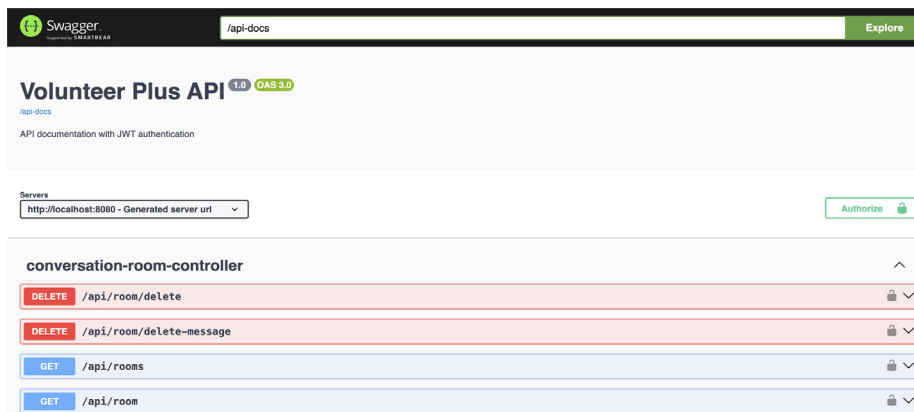 Swagger.
Supported by SMARTBEAR
/api-docs
Explore
Volunteer Plus API 1.0 OAS 3.0
/api-docs
API documentation with JWT authentication
Servers
http://localhost:8080 - Generated server url
Authorize
conversation-room-controller
DELETE /api/room/delete
DELETE /api/room/delete-message
GET /api/rooms
GET /api/room